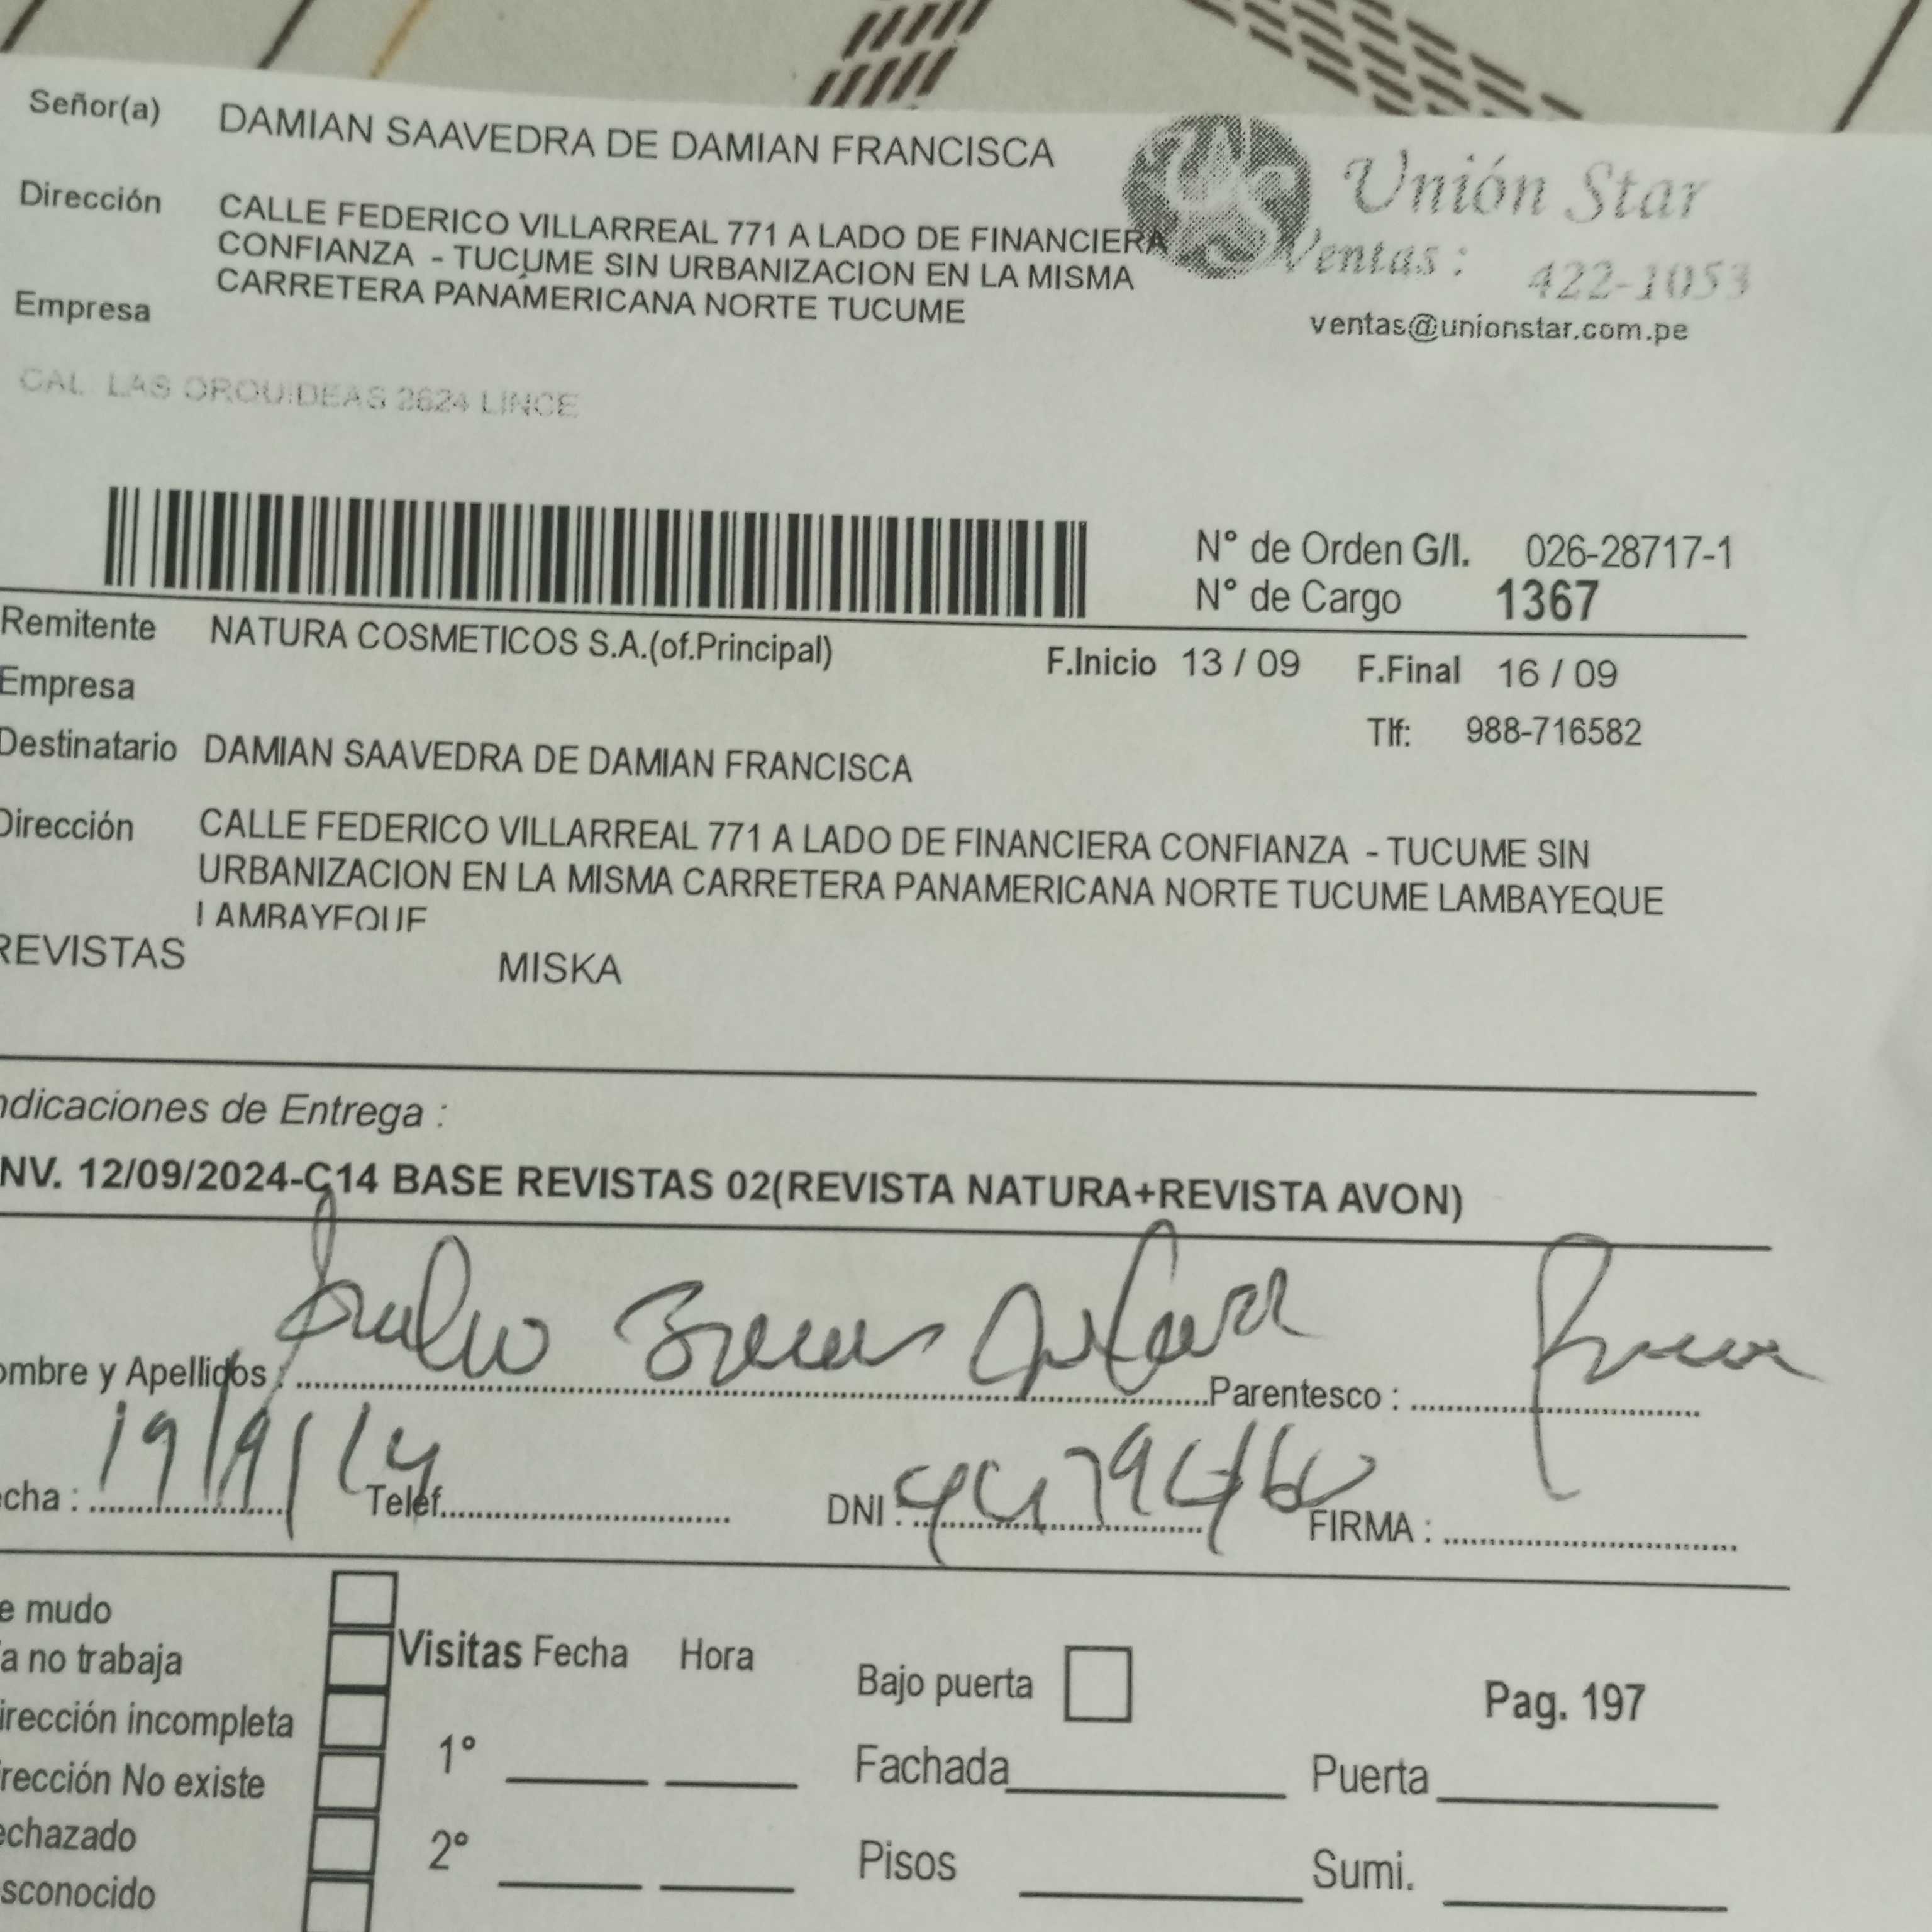 Señor(a) DAMIAN SAAVEDRA DE DAMIAN FRANCISCA
Unión Star
Ventas : 422-1053
ventas@unionstar.com.pe
Dirección CALLE FEDERICO VILLARREAL 771 A LADO DE FINANCIERA
CONFIANZA - TUCUME SIN URBANIZACION EN LA MISMA
CARRETERA PANAMERICANA NORTE TUCUME
Empresa
CAL. LAS ORQUIDEAS 2624 LINCE
N° de Orden G/I. 026-28717-1
N° de Cargo 1367
Remitente NATURA COSMETICOS S.A.(of.Principal)
F.Inicio 13 / 09 F.Final 16 / 09
Empresa
Tlf: 988-716582
Destinatario DAMIAN SAAVEDRA DE DAMIAN FRANCISCA
Dirección CALLE FEDERICO VILLARREAL 771 A LADO DE FINANCIERA CONFIANZA - TUCUME SIN
URBANIZACION EN LA MISMA CARRETERA PANAMERICANA NORTE TUCUME LAMBAYEQUE
LAMBAYEQUE
REVISTAS MISKA
ndicaciones de Entrega :
NV. 12/09/2024-C14 BASE REVISTAS 02(REVISTA NATURA+REVISTA AVON)
ombre y Apellidos : Parentesco :
echa : 19/9/ Telef. DNI : FIRMA :
e mudo
a no trabaja
irección incompleta
rección No existe
echazado
sconocido
Visitas Fecha Hora
1°
2°
Bajo puerta
Pag. 197
Fachada Puerta
Pisos Sumi.